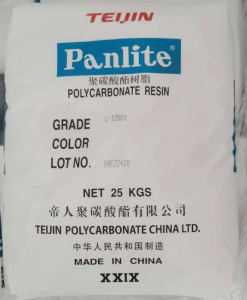 TEIJIN
Panlite®
聚碳酸酯树脂
POLYCARBONATE RESIN
GRADE L-1250Y
COLOR
LOT NO.
NET 25 KGS
帝人聚碳酸酯有限公司
TEIJIN POLYCARBONATE CHINA LTD.
中华人民共和国制造
MADE IN CHINA
XXIX